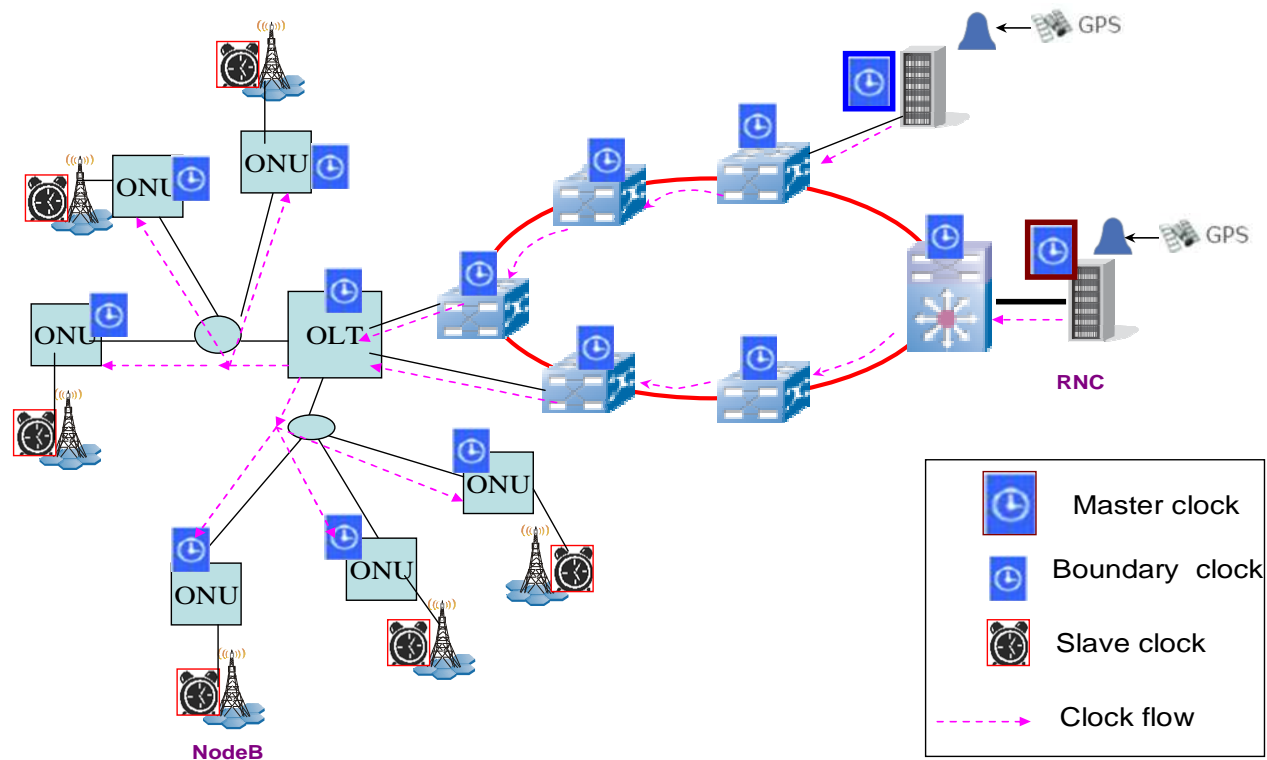 GPS
GPS
ONU
ONU
ONU
OLT
RNC
ONU
ONU
ONU
NodeB
Master clock
Boundary clock
Slave clock
Clock flow